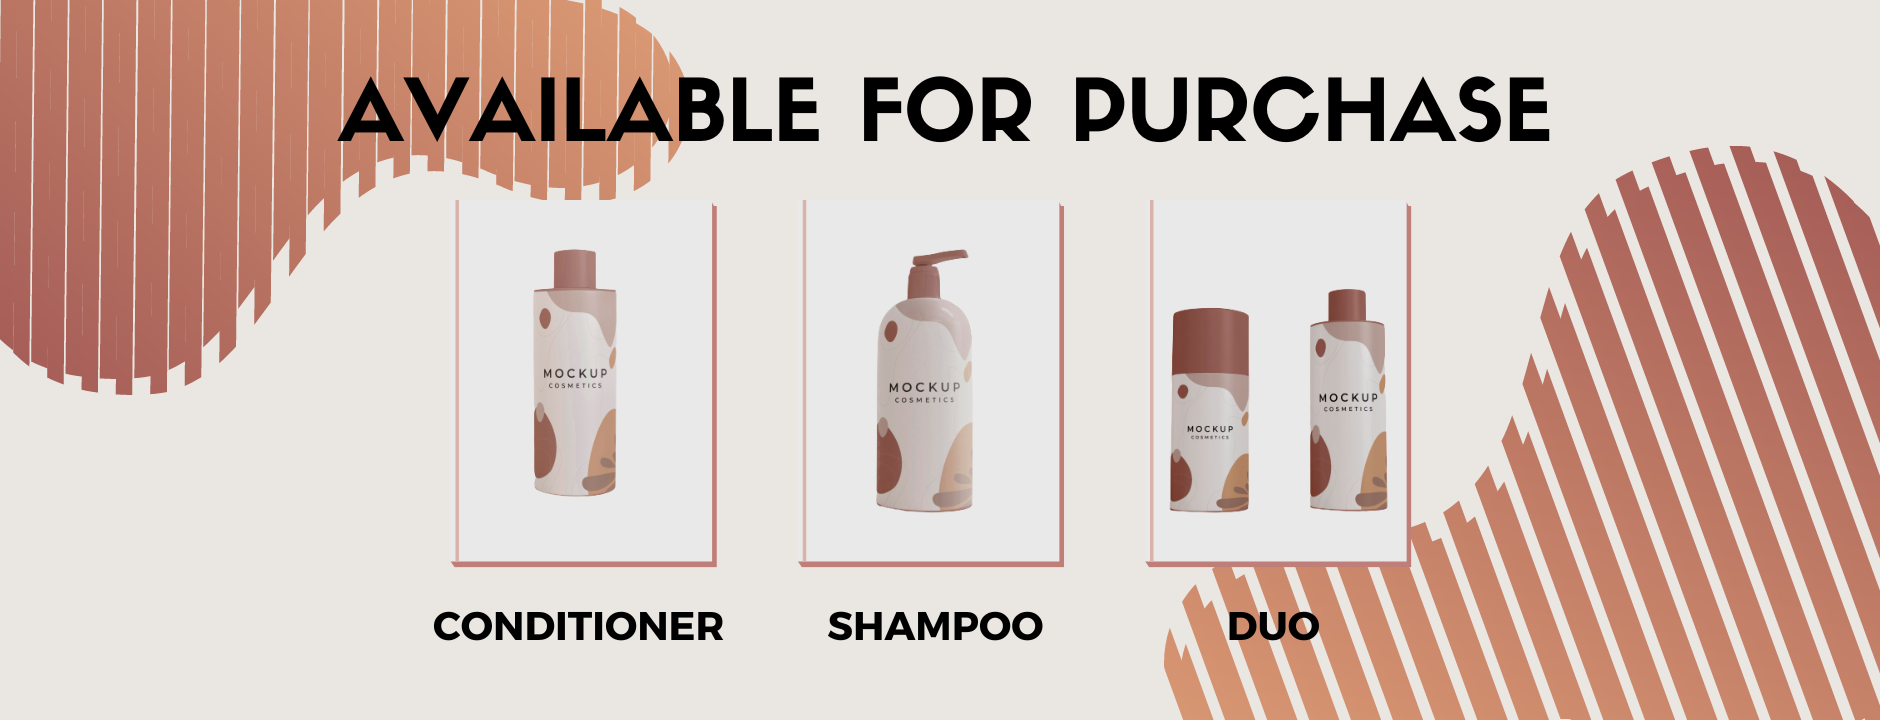 AVAILABLE FOR PURCHASE
MOCKUP
COSMETICS
MOCKUP
COSMETICS
MOCKUP
COSMETICS
MOCKUP
COSMETICS
CONDITIONER
SHAMPOO
DUO